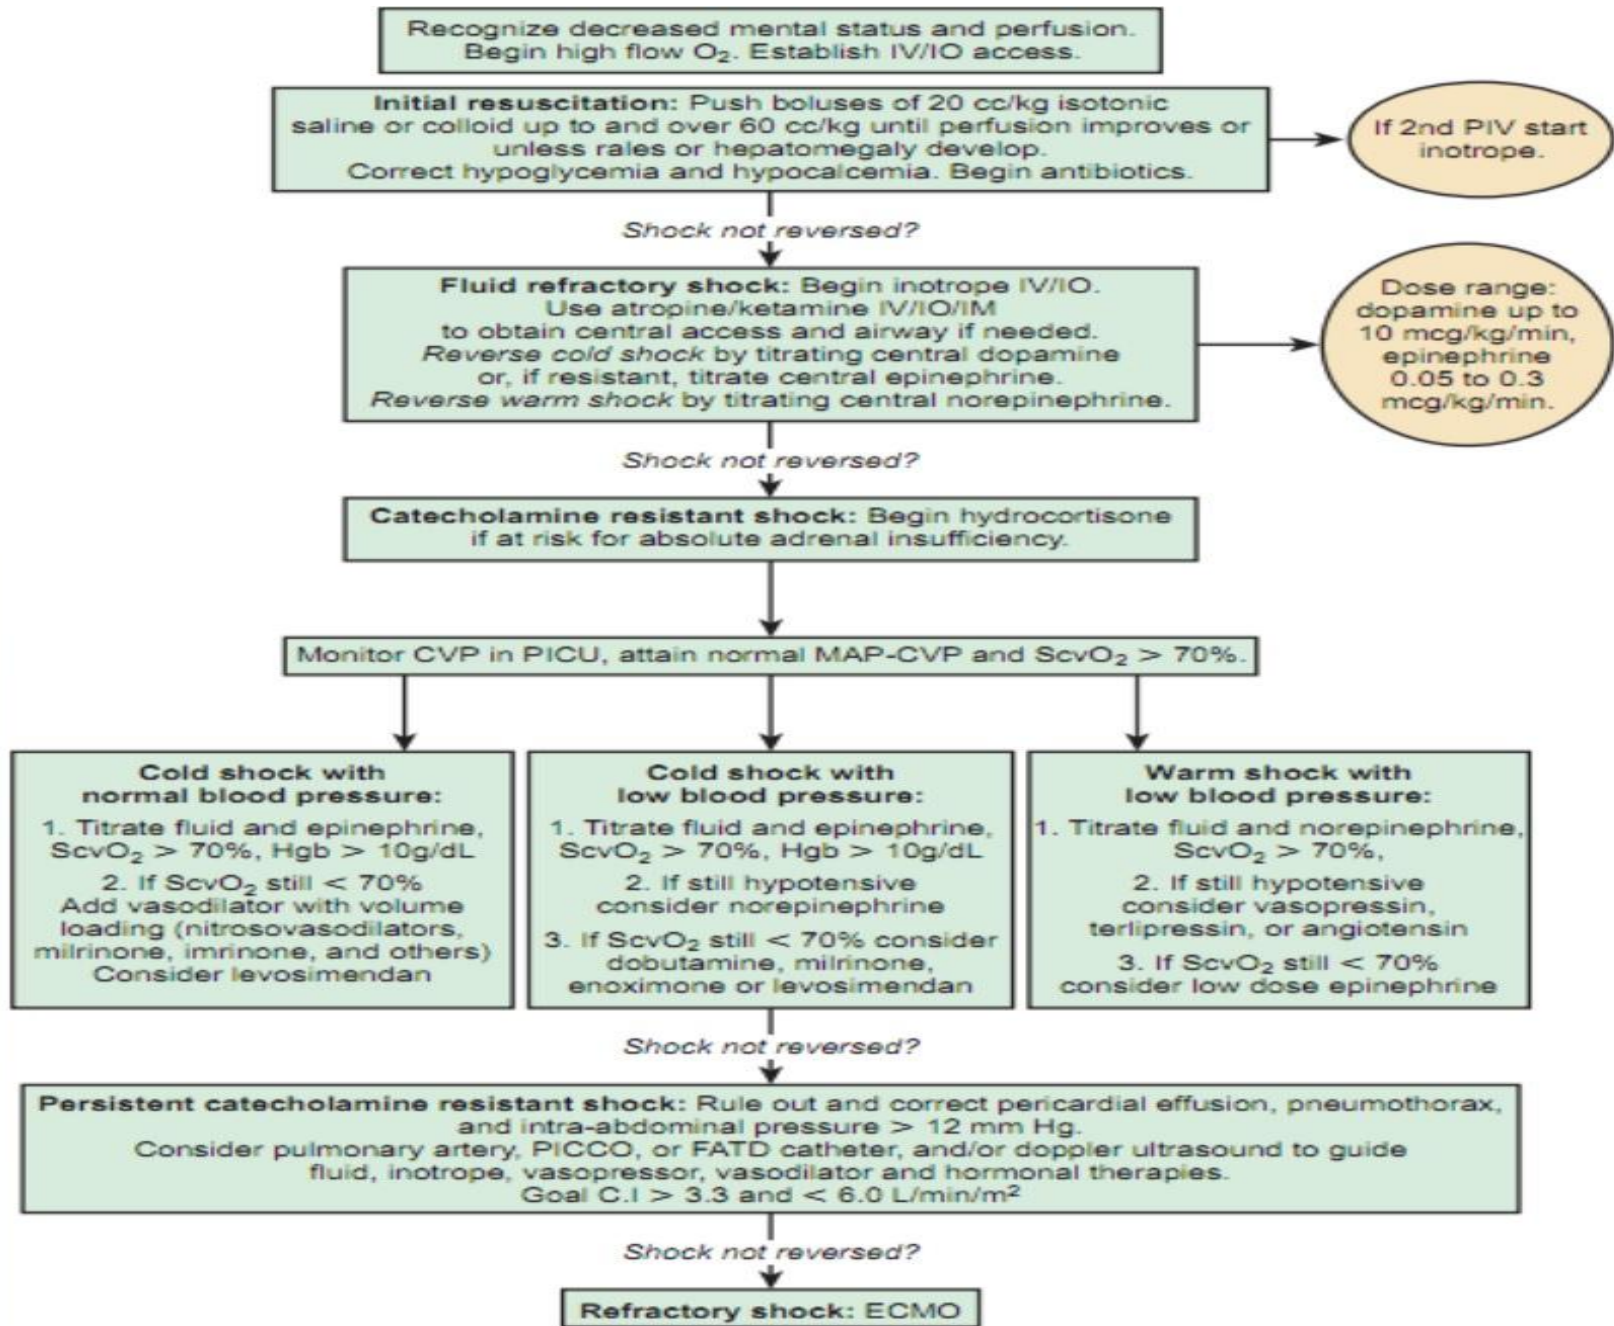 Recognize decreased mental status and perfusion.
Begin high flow O₂. Establish IV/IO access.
Initial resuscitation: Push boluses of 20 cc/kg isotonic
saline or colloid up to and over 60 cc/kg until perfusion improves or
unless rales or hepatomegaly develop.
Correct hypoglycemia and hypocalcemia. Begin antibiotics.
If 2nd PIV start
inotrope.
Shock not reversed?
Fluid refractory shock: Begin inotrope IV/IO.
Use atropine/ketamine IV/IO/IM
to obtain central access and airway if needed.
Reverse cold shock by titrating central dopamine
or, if resistant, titrate central epinephrine.
Reverse warm shock by titrating central norepinephrine.
Dose range:
dopamine up to
10 mcg/kg/min,
epinephrine
0.05 to 0.3
mcg/kg/min.
Shock not reversed?
Catecholamine resistant shock: Begin hydrocortisone
if at risk for absolute adrenal insufficiency.
Monitor CVP in PICU, attain normal MAP-CVP and ScvO₂ > 70%.
Cold shock with
normal blood pressure:
1. Titrate fluid and epinephrine,
ScvO₂ > 70%, Hgb > 10g/dL
2. If ScvO₂ still < 70%
Add vasodilator with volume
loading (nitrosovasodilators,
milrinone, imrinone, and others)
Consider levosimendan
Cold shock with
low blood pressure:
1. Titrate fluid and epinephrine,
ScvO₂ > 70%, Hgb > 10g/dL
2. If still hypotensive
consider norepinephrine
3. If ScvO₂ still < 70% consider
dobutamine, milrinone,
enoximone or levosimendan
Warm shock with
low blood pressure:
1. Titrate fluid and norepinephrine,
ScvO₂ > 70%,
2. If still hypotensive
consider vasopressin,
terlipressin, or angiotensin
3. If ScvO₂ still < 70%
consider low dose epinephrine
Shock not reversed?
Persistent catecholamine resistant shock: Rule out and correct pericardial effusion, pneumothorax,
and intra-abdominal pressure > 12 mm Hg.
Consider pulmonary artery, PICCO, or FATD catheter, and/or doppler ultrasound to guide
fluid, inotrope, vasopressor, vasodilator and hormonal therapies.
Goal C.I > 3.3 and < 6.0 L/min/m²
Shock not reversed?
Refractory shock: ECMO